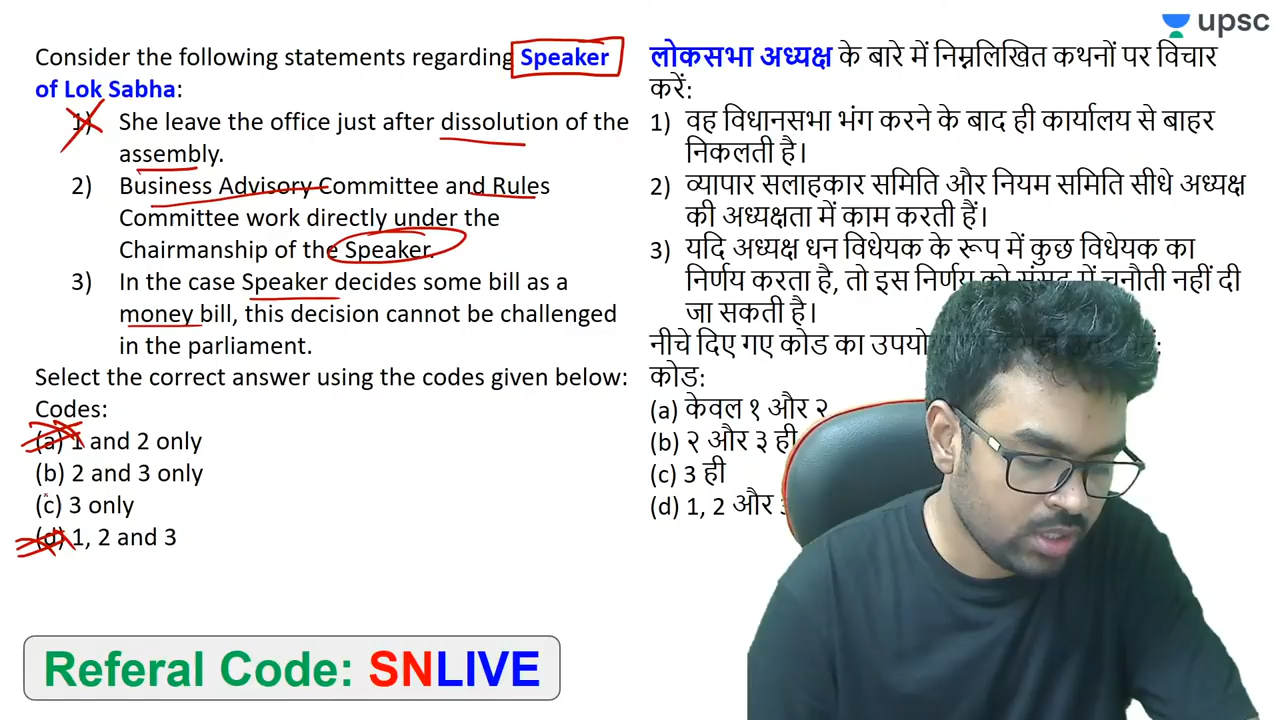 upsc
Consider the following statements regarding Speaker
of Lok Sabha:
1) She leave the office just after dissolution of the
assembly.
2) Business Advisory Committee and Rules
Committee work directly under the
Chairmanship of the Speaker.
3) In the case Speaker decides some bill as a
money bill, this decision cannot be challenged
in the parliament.
Select the correct answer using the codes given below:
Codes:
(a) 1 and 2 only
(b) 2 and 3 only
(c) 3 only
(d) 1, 2 and 3
लोकसभा अध्यक्ष के बारे में निम्नलिखित कथनों पर विचार
करें:
1) वह विधानसभा भंग करने के बाद ही कार्यालय से बाहर
निकलती है।
2) व्यापार सलाहकार समिति और नियम समिति सीधे अध्यक्ष
की अध्यक्षता में काम करती हैं।
3) यदि अध्यक्ष धन विधेयक के रूप में कुछ विधेयक का
निर्णय करता है, तो इस निर्णय को संसद में चुनौती नहीं दी
जा सकती है।
नीचे दिए गए कोड का
कोड:
(a) केवल १ और २
(b) २ और ३ ही
(c) 3 ही
(d) 1, 2 और
Referal Code: SNLIVE